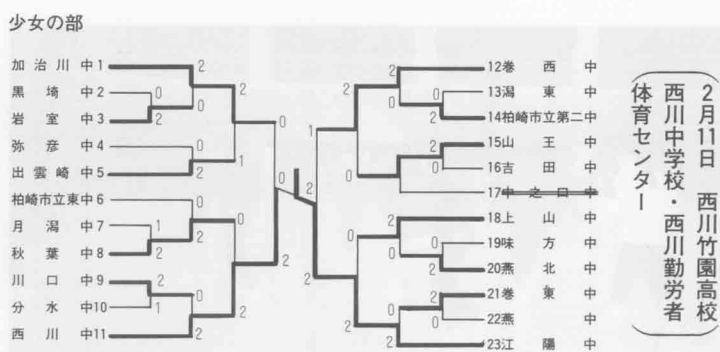 少女の部
加治川中1
黒埼中2
岩室中3
弥彦中4
出雲崎中5
柏崎市立東中6
月潟中7
秋葉中8
川口中9
分水中10
西川中11
12巻西中
13潟東中
14柏崎市立第二中
15山王中
16吉田中
17中之口中
18上山中
19味方中
20燕北中
21巻東中
22燕中
23江陽中
2月11日 西川竹園高校
西川中学校・西川勤労者
体育センター
2
0
2
0
2
0
2
1
0
0
1
2
0
2
2
0
2
2
0
1
2
2
0
2
2
0
2
1
0
2
0
2
0
2
0
0
2
0
2
2
0
0
2
2